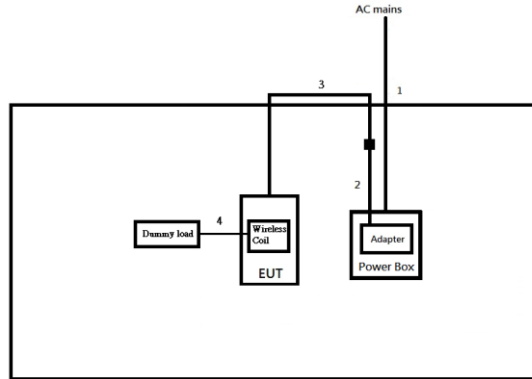 AC mains
3
1
2
4
Dummy load
Wireless
Coil
EUT
Adapter
Power Box